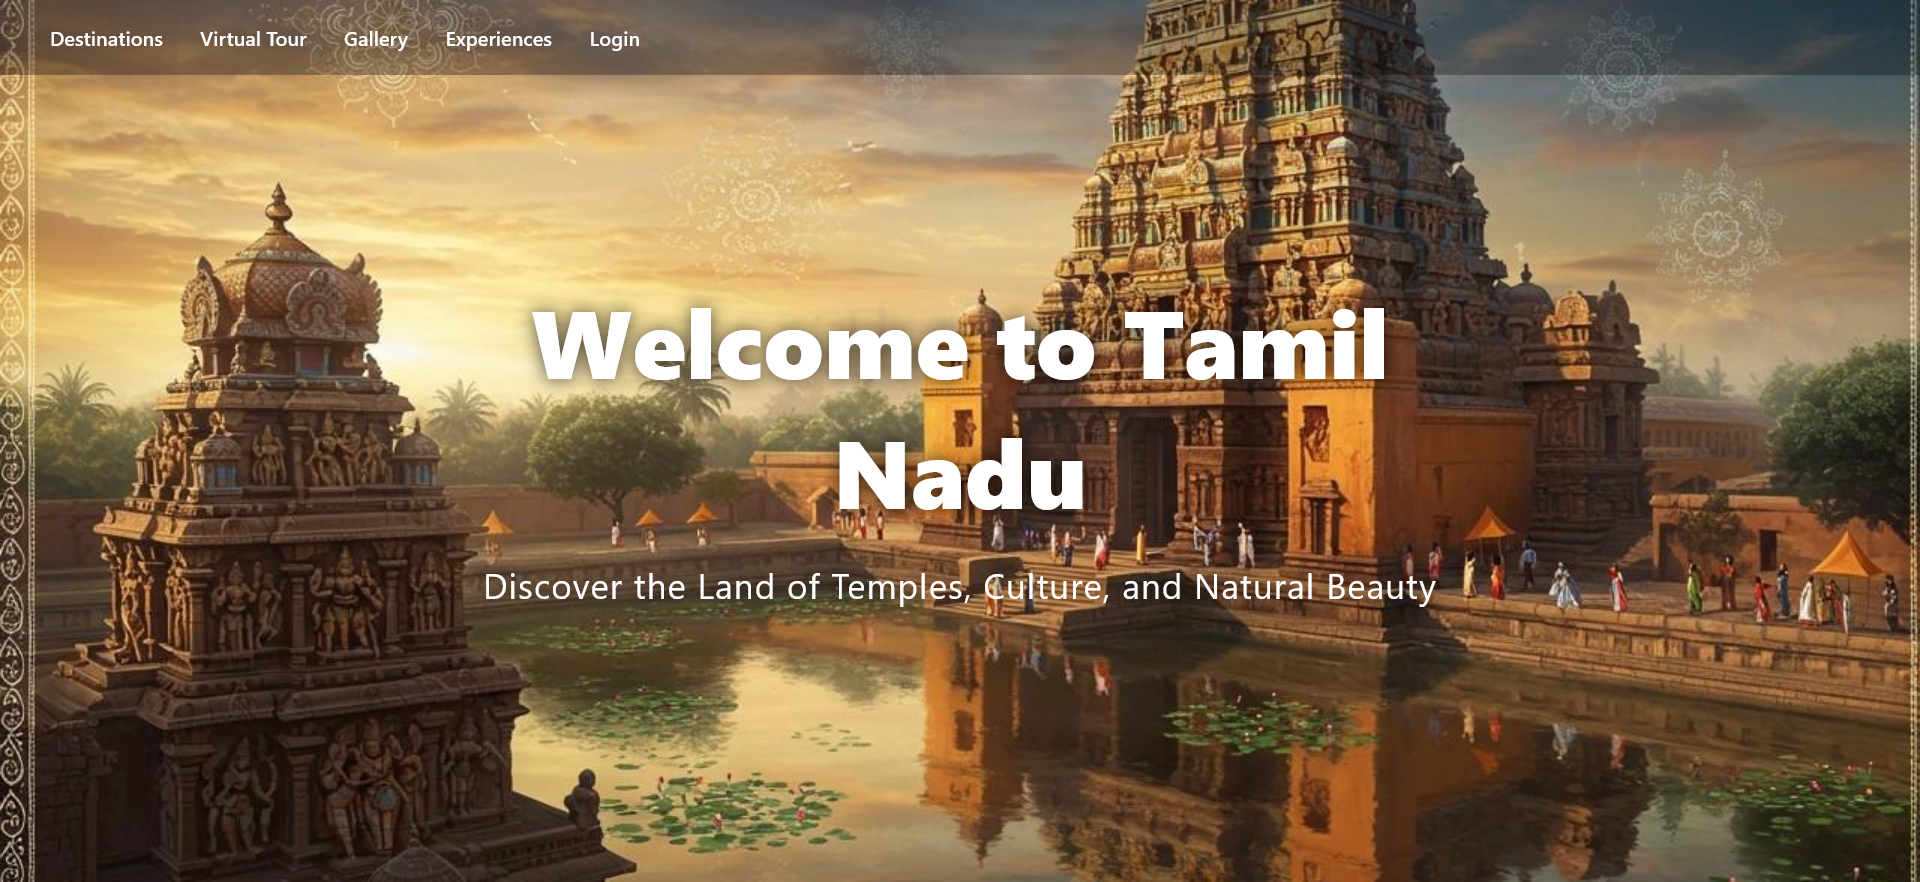 Destinations Virtual Tour Gallery Experiences Login
Welcome to Tamil
Nadu
Discover the Land of Temples, Culture, and Natural Beauty